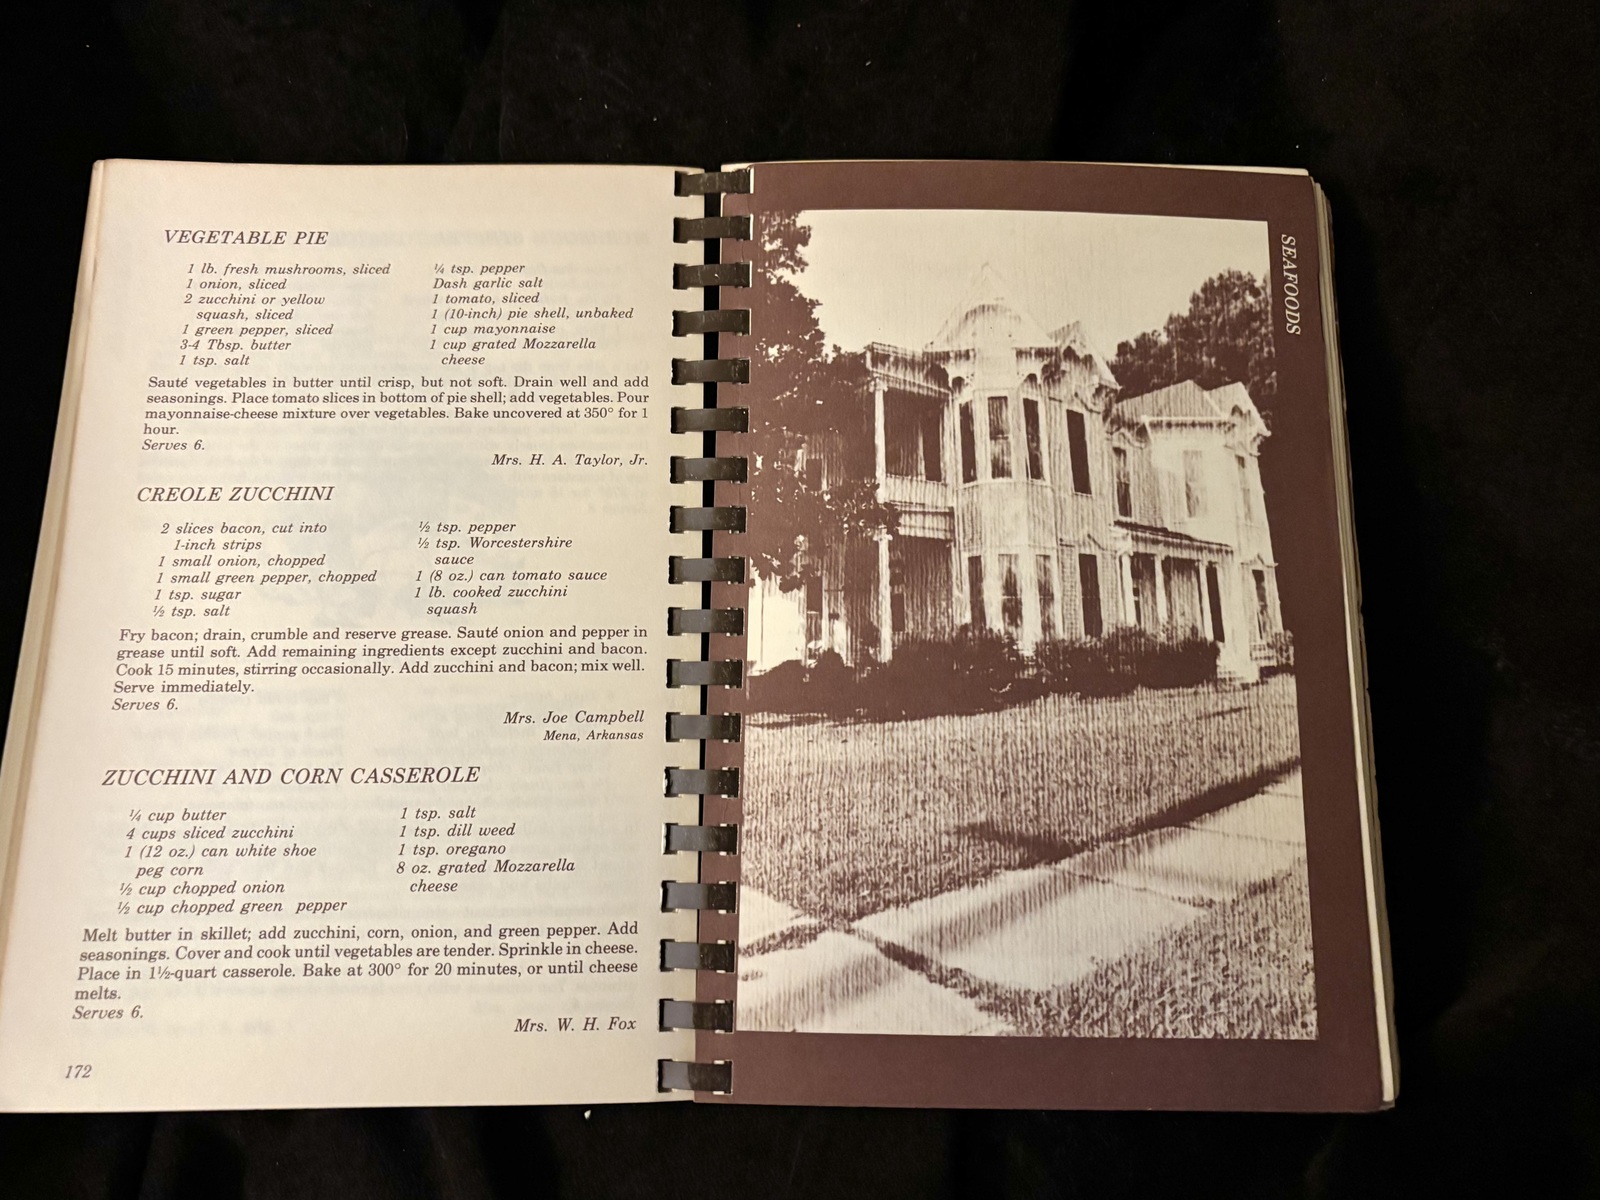 VEGETABLE PIE
1 lb. fresh mushrooms, sliced
1 onion, sliced
2 zucchini or yellow
squash, sliced
1 green pepper, sliced
3-4 Tbsp. butter
1 tsp. salt
¼ tsp. pepper
Dash garlic salt
1 tomato, sliced
1 (10-inch) pie shell, unbaked
1 cup mayonnaise
1 cup grated Mozzarella
cheese
Sauté vegetables in butter until crisp, but not soft. Drain well and add
seasonings. Place tomato slices in bottom of pie shell; add vegetables. Pour
mayonnaise-cheese mixture over vegetables. Bake uncovered at 350° for 1
hour.
Serves 6.
Mrs. H. A. Taylor, Jr.
CREOLE ZUCCHINI
2 slices bacon, cut into
1-inch strips
1 small onion, chopped
1 small green pepper, chopped
1 tsp. sugar
½ tsp. salt
½ tsp. pepper
½ tsp. Worcestershire
sauce
1 (8 oz.) can tomato sauce
1 lb. cooked zucchini
squash
Fry bacon; drain, crumble and reserve grease. Sauté onion and pepper in
grease until soft. Add remaining ingredients except zucchini and bacon.
Cook 15 minutes, stirring occasionally. Add zucchini and bacon; mix well.
Serve immediately.
Serves 6.
Mrs. Joe Campbell
Mena, Arkansas
ZUCCHINI AND CORN CASSEROLE
¼ cup butter
4 cups sliced zucchini
1 (12 oz.) can white shoe
peg corn
½ cup chopped onion
½ cup chopped green pepper
1 tsp. salt
1 tsp. dill weed
1 tsp. oregano
8 oz. grated Mozzarella
cheese
Melt butter in skillet; add zucchini, corn, onion, and green pepper. Add
seasonings. Cover and cook until vegetables are tender. Sprinkle in cheese.
Place in 1½-quart casserole. Bake at 300° for 20 minutes, or until cheese
melts.
Serves 6.
Mrs. W. H. Fox
172
SEAFOODS